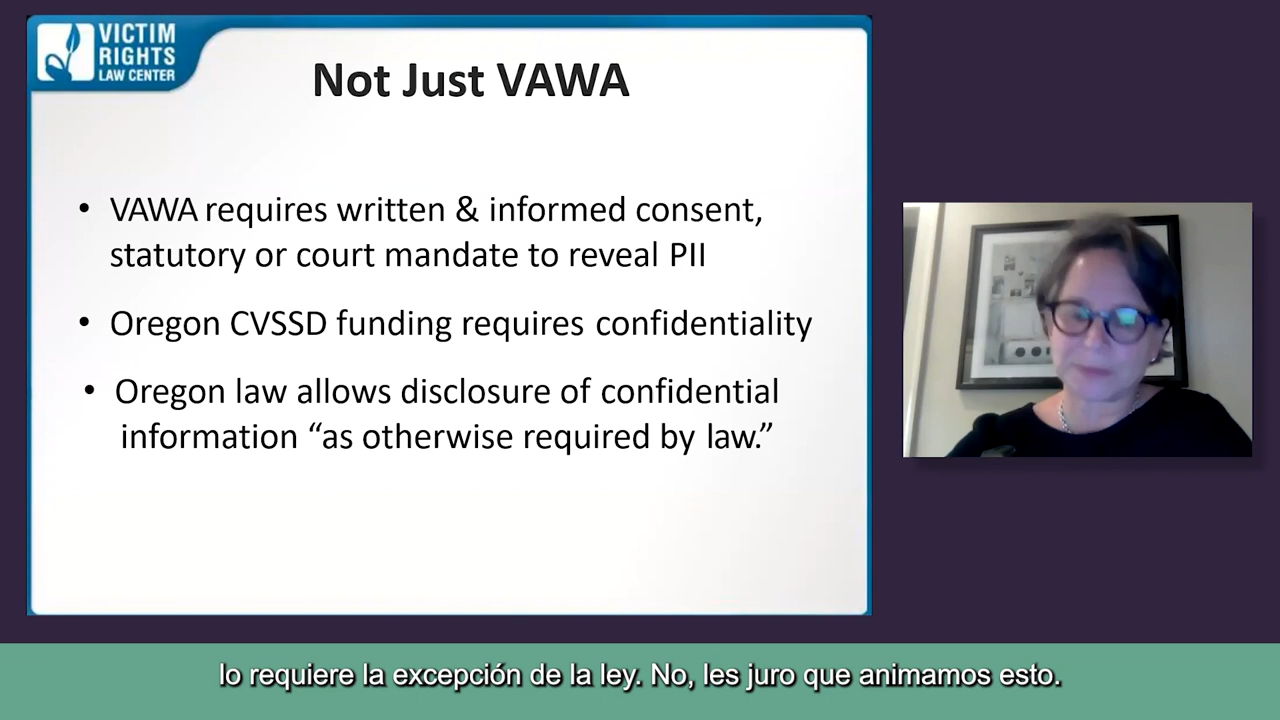 VICTIM
RIGHTS
LAW CENTER
Not Just VAWA
• VAWA requires written & informed consent,
statutory or court mandate to reveal PII
• Oregon CVSSD funding requires confidentiality
• Oregon law allows disclosure of confidential
information “as otherwise required by law.”
lo requiere la excepción de la ley. No, les juro que animamos esto.